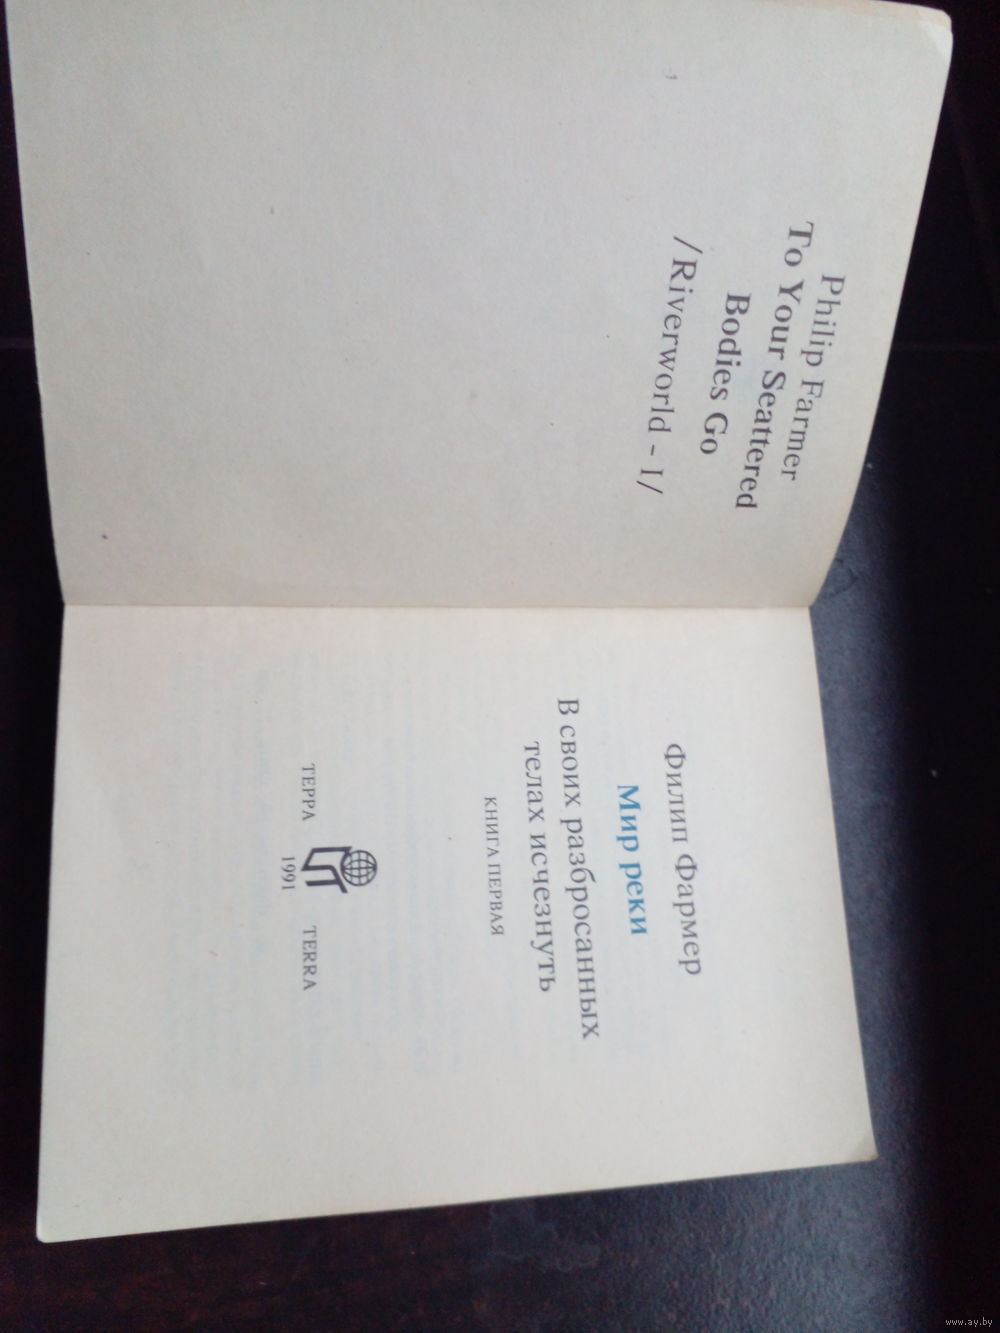 Philip Farmer
To Your Seattered
Bodies Go
/Riverworld - I/
Филип Фармер
Мир реки
В своих разбросанных
телах исчезнуть
КНИГА ПЕРВАЯ
ТЕРРА TERRA
1991
www.ay.by